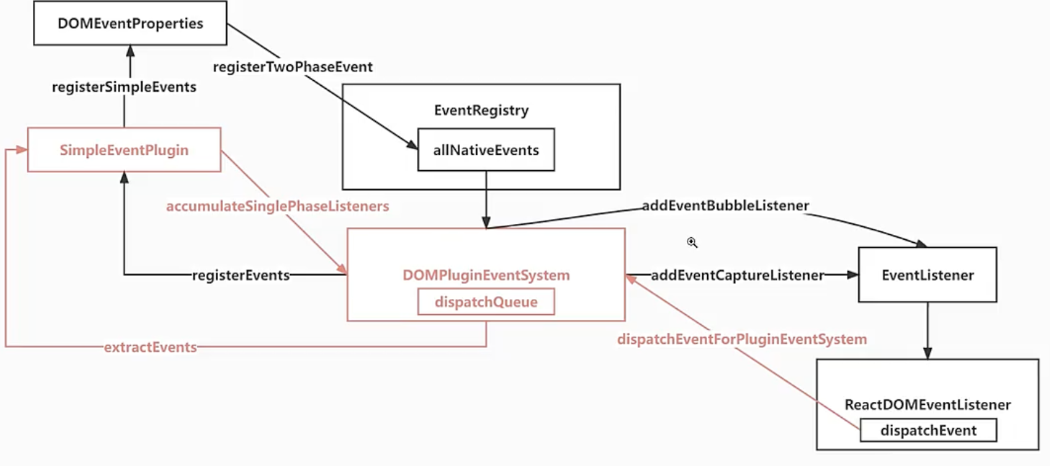 DOMEventProperties
registerTwoPhaseEvent
registerSimpleEvents
EventRegistry
allNativeEvents
SimpleEventPlugin
accumulateSinglePhaseListeners
addEventBubbleListener
registerEvents
DOMPluginEventSystem
dispatchQueue
addEventCaptureListener
EventListener
extractEvents
dispatchEventForPluginEventSystem
ReactDOMEventListener
dispatchEvent